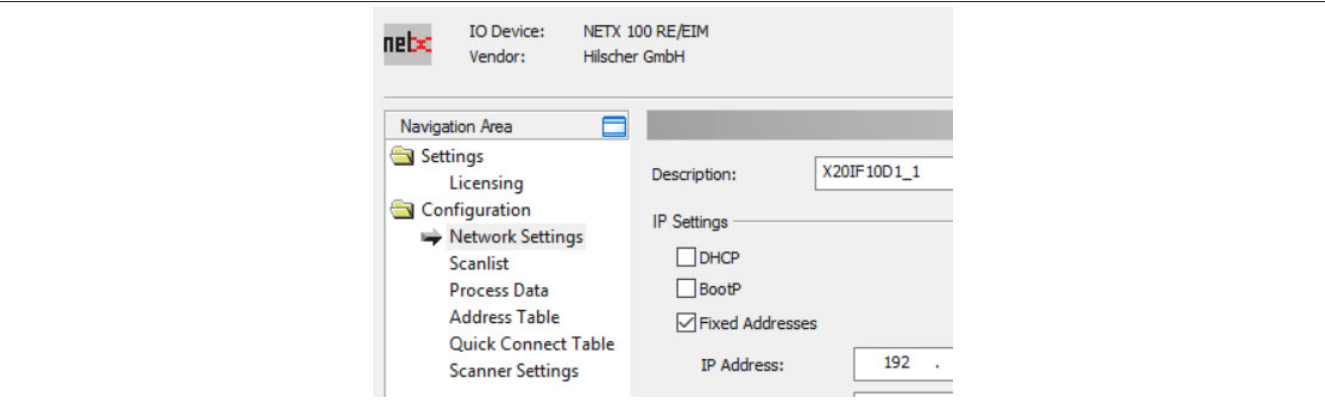 netx
IO Device: NETX 100 RE/EIM
Vendor: Hilscher GmbH
Navigation Area
Settings
Licensing
Configuration
Network Settings
Scanlist
Process Data
Address Table
Quick Connect Table
Scanner Settings
Description: X20IF10D1_1
IP Settings
DHCP
BootP
Fixed Addresses
IP Address: 192 .